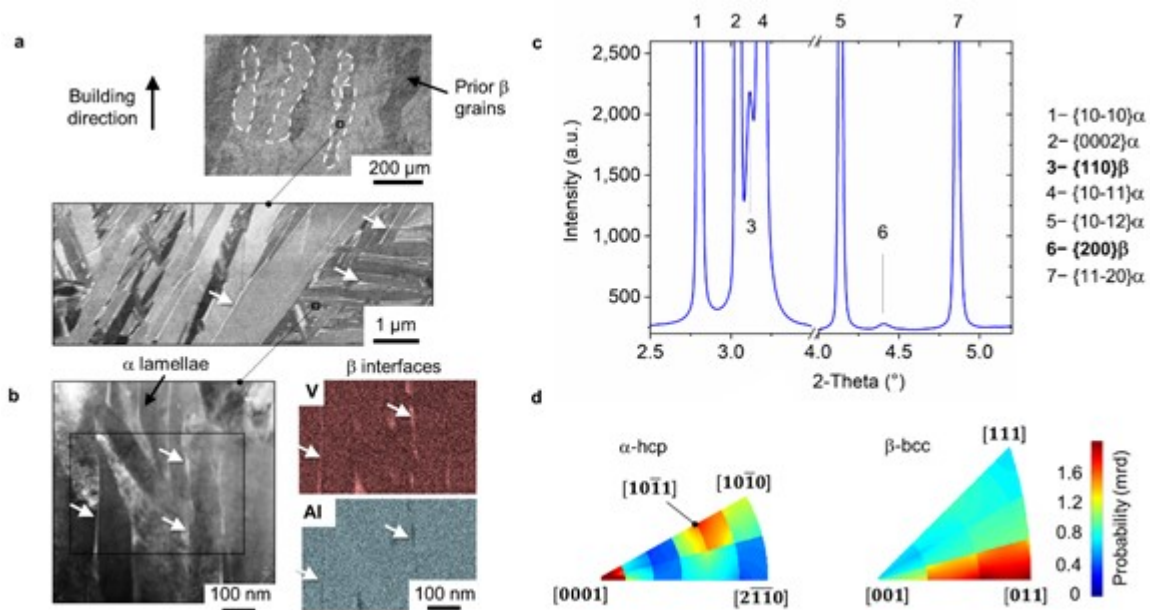 a
Building
direction
Prior β
grains
200 µm
1 µm
α lamellae
β interfaces
b
V
Al
100 nm
100 nm
c
1 2 4 5 7
Intensity (a.u.)
2,500
2,000
1,500
1,000
500
3
6
2.5 3.0 4 4.0 4.5 5.0
2-Theta (°)
1– {10-10}α
2– {0002}α
3– {110}β
4– {10-11}α
5– {10-12}α
6– {200}β
7– {11-20}α
d
α-hcp
[101̅1]
[101̅0]
[0001]
[21̅1̅0]
β-bcc
[111]
[001]
[011]
1.6
1.2
0.8
0.4
0
Probability (mrd)